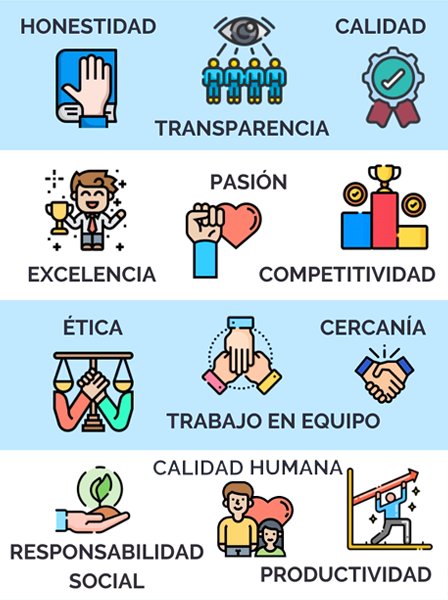 HONESTIDAD
CALIDAD
TRANSPARENCIA
PASIÓN
EXCELENCIA
COMPETITIVIDAD
ÉTICA
CERCANÍA
TRABAJO EN EQUIPO
CALIDAD HUMANA
RESPONSABILIDAD
SOCIAL
PRODUCTIVIDAD